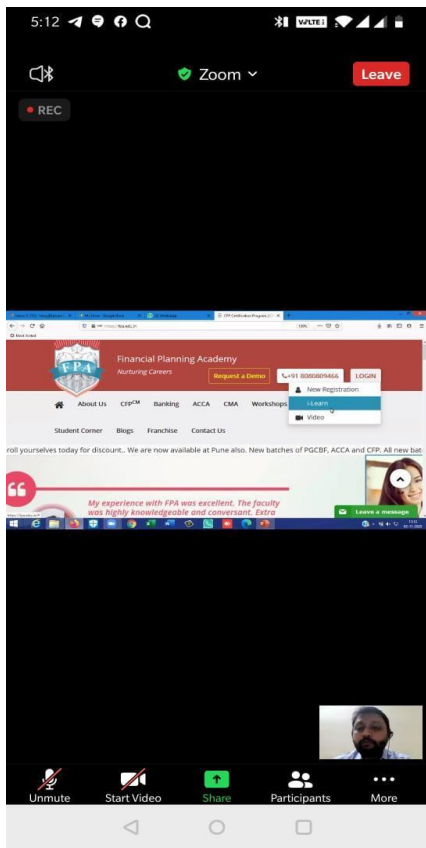 5:12
VoLTE
Zoom
Leave
REC
Financial Planning Academy
Nurturing Careers
FPA
Request a Demo
+91 8080809466
LOGIN
New Registration
i-Learn
Video
About Us CFPCM Banking ACCA CMA Workshops
Student Corner Blogs Franchise Contact Us
roll yourselves today for discount.. We are now available at Pune also. New batches of PGCBF, ACCA and CFP. All new bat
My experience with FPA was excellent. The faculty
was highly knowledgeable and conversant. Extra
Leave a message
Unmute Start Video Share Participants More